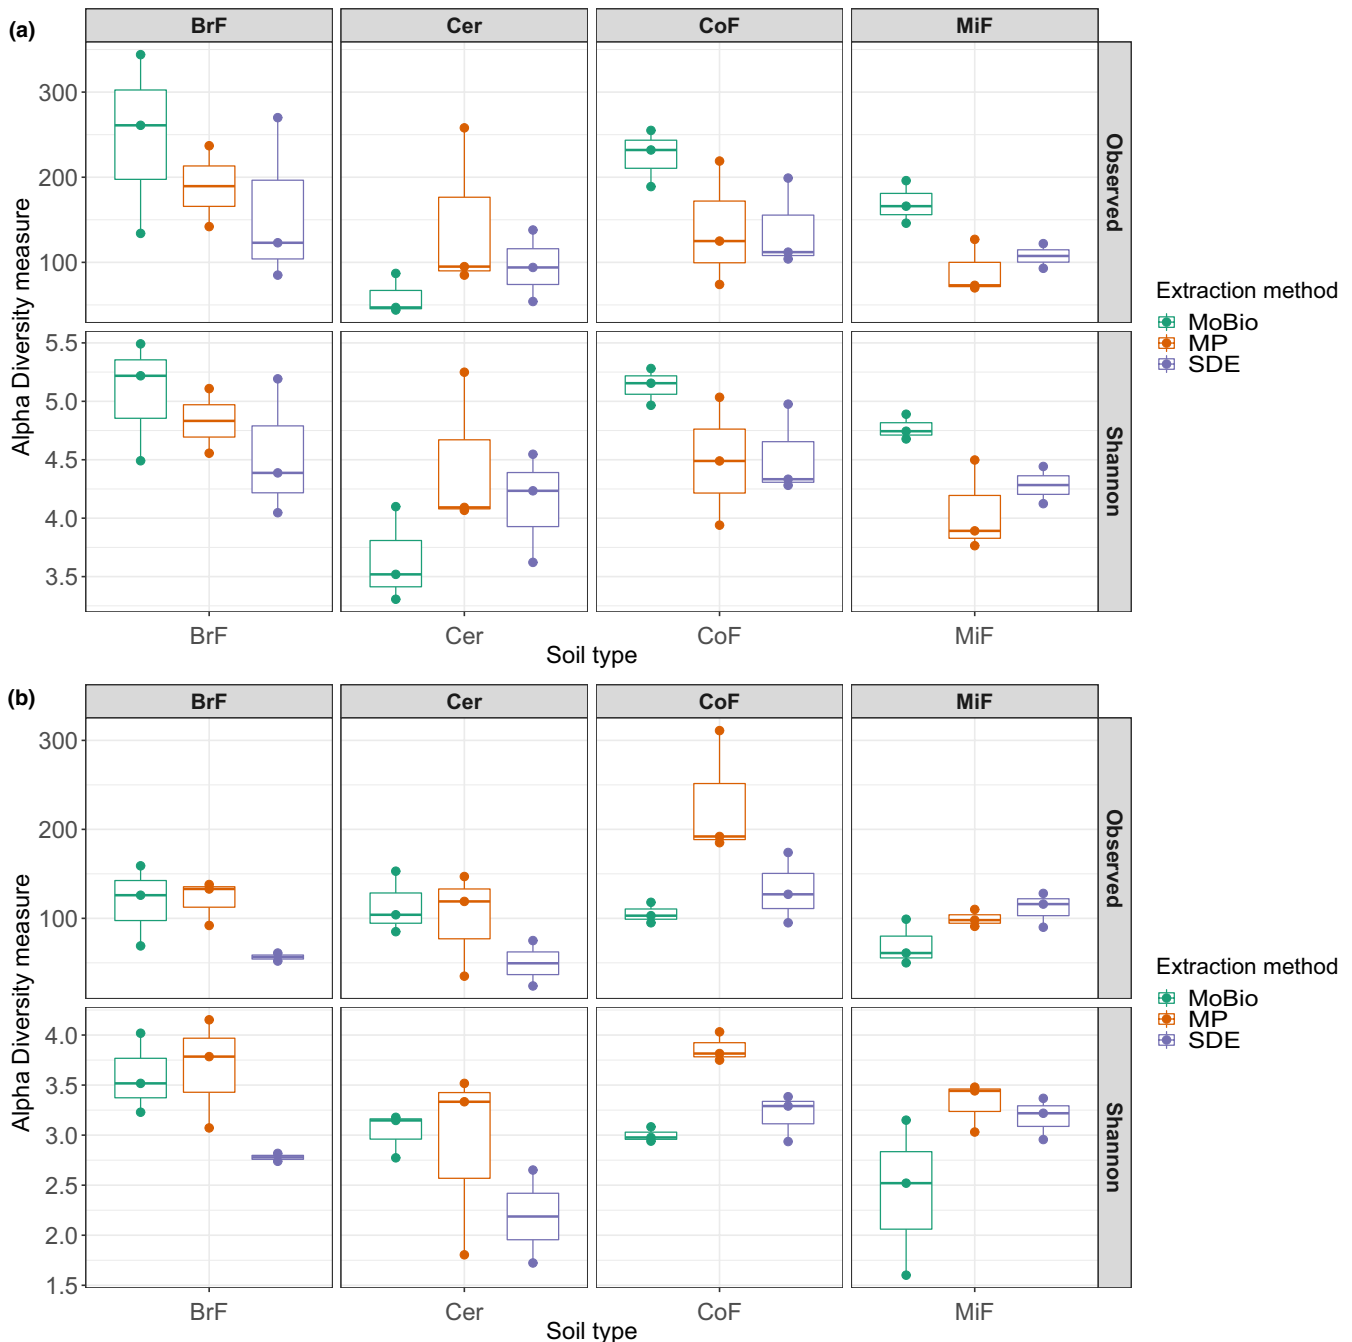 (a)
BrF Cer CoF MiF
300
200
100
Observed
5.5
5.0
4.5
4.0
3.5
Shannon
Alpha Diversity measure
BrF Cer CoF MiF
Soil type
Extraction method
MoBio
MP
SDE
(b)
BrF Cer CoF MiF
300
200
100
Observed
4.0
3.5
3.0
2.5
2.0
1.5
Shannon
Alpha Diversity measure
BrF Cer CoF MiF
Soil type
Extraction method
MoBio
MP
SDE